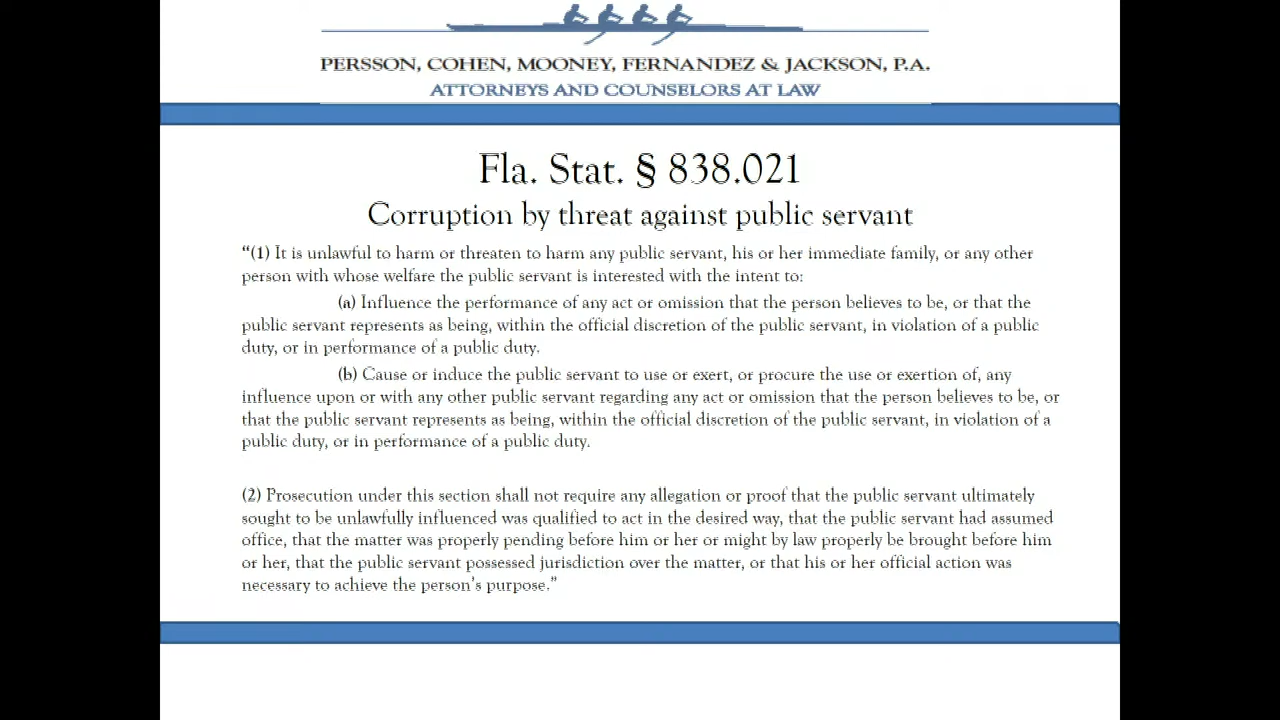 PERSSON, COHEN, MOONEY, FERNANDEZ & JACKSON, P.A.
ATTORNEYS AND COUNSELORS AT LAW
Fla. Stat. § 838.021
Corruption by threat against public servant
“(1) It is unlawful to harm or threaten to harm any public servant, his or her immediate family, or any other
person with whose welfare the public servant is interested with the intent to:
(a) Influence the performance of any act or omission that the person believes to be, or that the
public servant represents as being, within the official discretion of the public servant, in violation of a public
duty, or in performance of a public duty.
(b) Cause or induce the public servant to use or exert, or procure the use or exertion of, any
influence upon or with any other public servant regarding any act or omission that the person believes to be, or
that the public servant represents as being, within the official discretion of the public servant, in violation of a
public duty, or in performance of a public duty.
(2) Prosecution under this section shall not require any allegation or proof that the public servant ultimately
sought to be unlawfully influenced was qualified to act in the desired way, that the public servant had assumed
office, that the matter was properly pending before him or her or might by law properly be brought before him
or her, that the public servant possessed jurisdiction over the matter, or that his or her official action was
necessary to achieve the person’s purpose.”